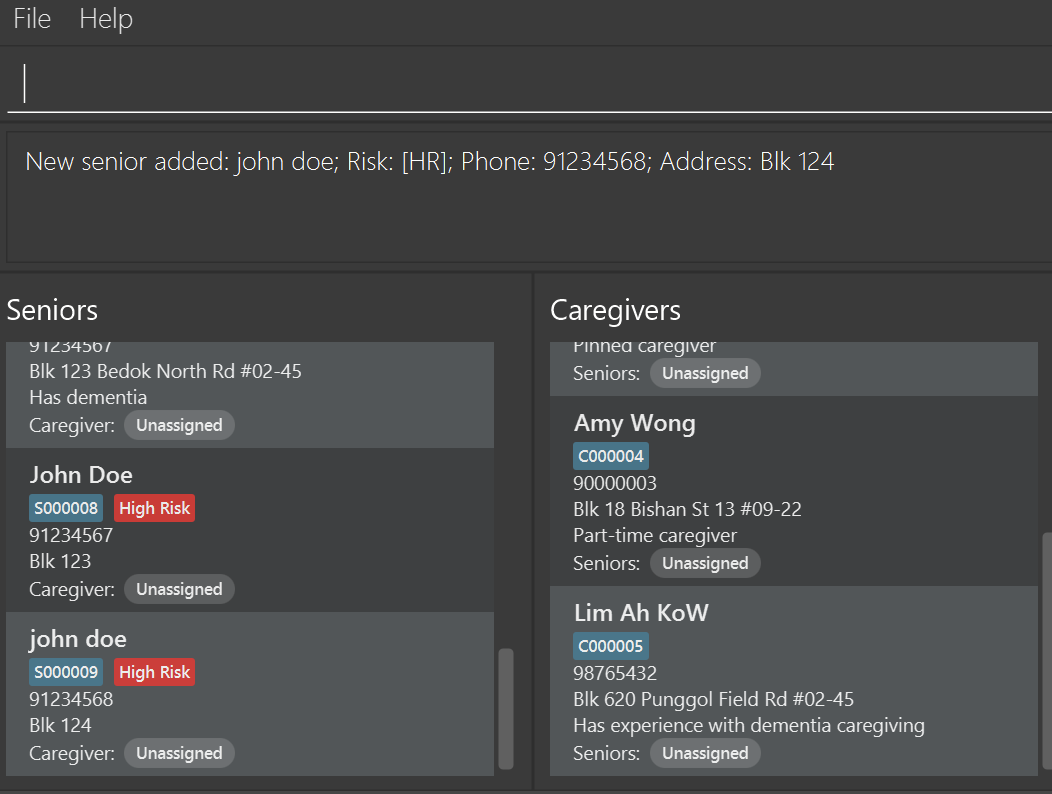 File Help
New senior added: john doe; Risk: [HR]; Phone: 91234568; Address: Blk 124
Seniors
91234567
Blk 123 Bedok North Rd #02-45
Has dementia
Caregiver: Unassigned
John Doe
S000008 High Risk
91234567
Blk 123
Caregiver: Unassigned
john doe
S000009 High Risk
91234568
Blk 124
Caregiver: Unassigned
Caregivers
Pinned caregiver
Seniors: Unassigned
Amy Wong
C000004
90000003
Blk 18 Bishan St 13 #09-22
Part-time caregiver
Seniors: Unassigned
Lim Ah KoW
C000005
98765432
Blk 620 Punggol Field Rd #02-45
Has experience with dementia caregiving
Seniors: Unassigned